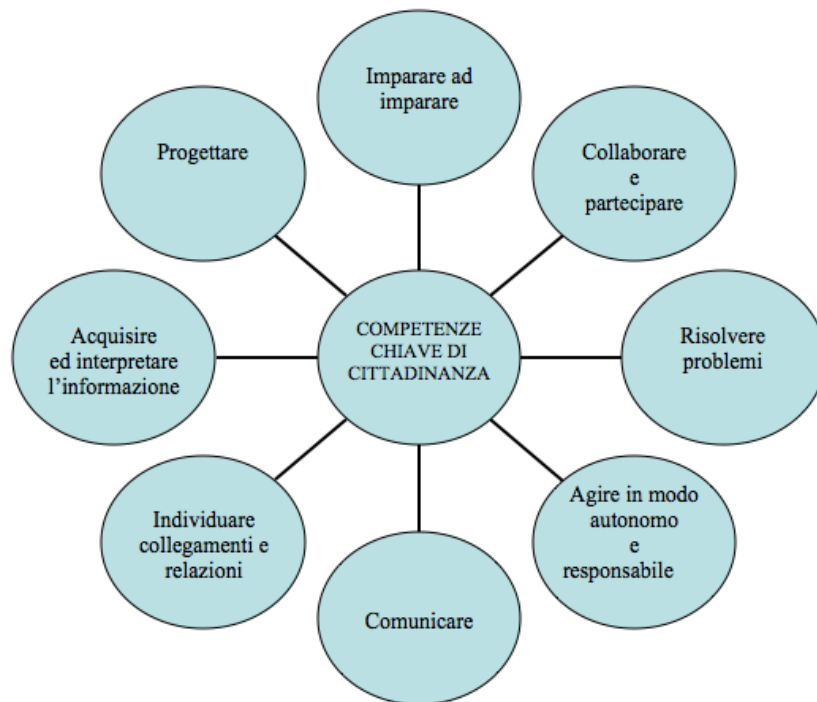 Imparare ad
imparare
Progettare
Collaborare
e
partecipare
Acquisire
ed interpretare
l’informazione
COMPETENZE
CHIAVE DI
CITTADINANZA
Risolvere
problemi
Individuare
collegamenti e
relazioni
Agire in modo
autonomo
e
responsabile
Comunicare